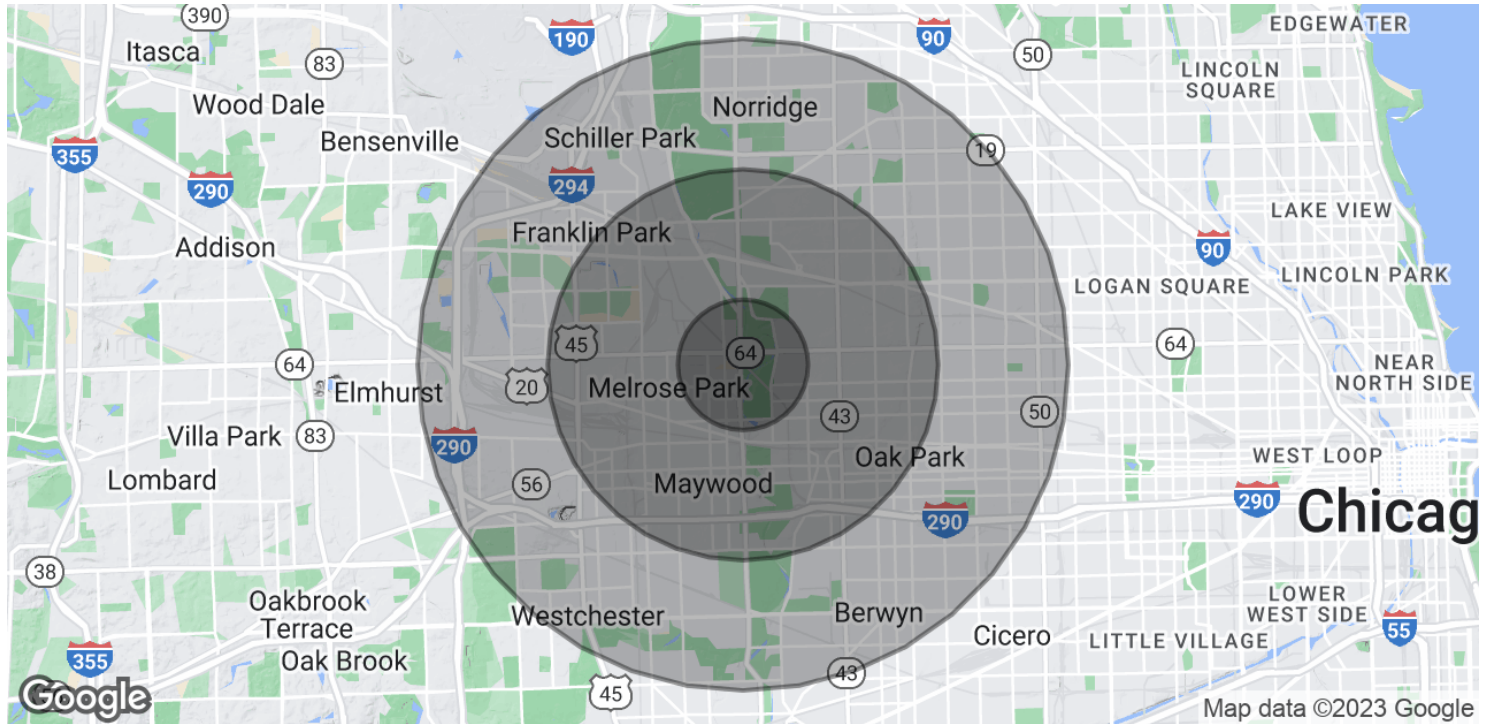 390
Itasca
83
190
90
50
EDGEWATER
LINCOLN
SQUARE
Wood Dale
Norridge
Bensenville
Schiller Park
19
355
290
294
LAKE VIEW
Franklin Park
Addison
90
LINCOLN PARK
LOGAN SQUARE
45
64
64
64
NEAR
NORTH SIDE
Elmhurst
20
Melrose Park
43
50
Villa Park
83
290
Oak Park
WEST LOOP
Lombard
56
Maywood
290
290
Chicag
38
Oakbrook
Terrace
Westchester
Berwyn
Cicero
LITTLE VILLAGE
LOWER
WEST SIDE
55
355
Oak Brook
43
45
Google
Map data ©2023 Google